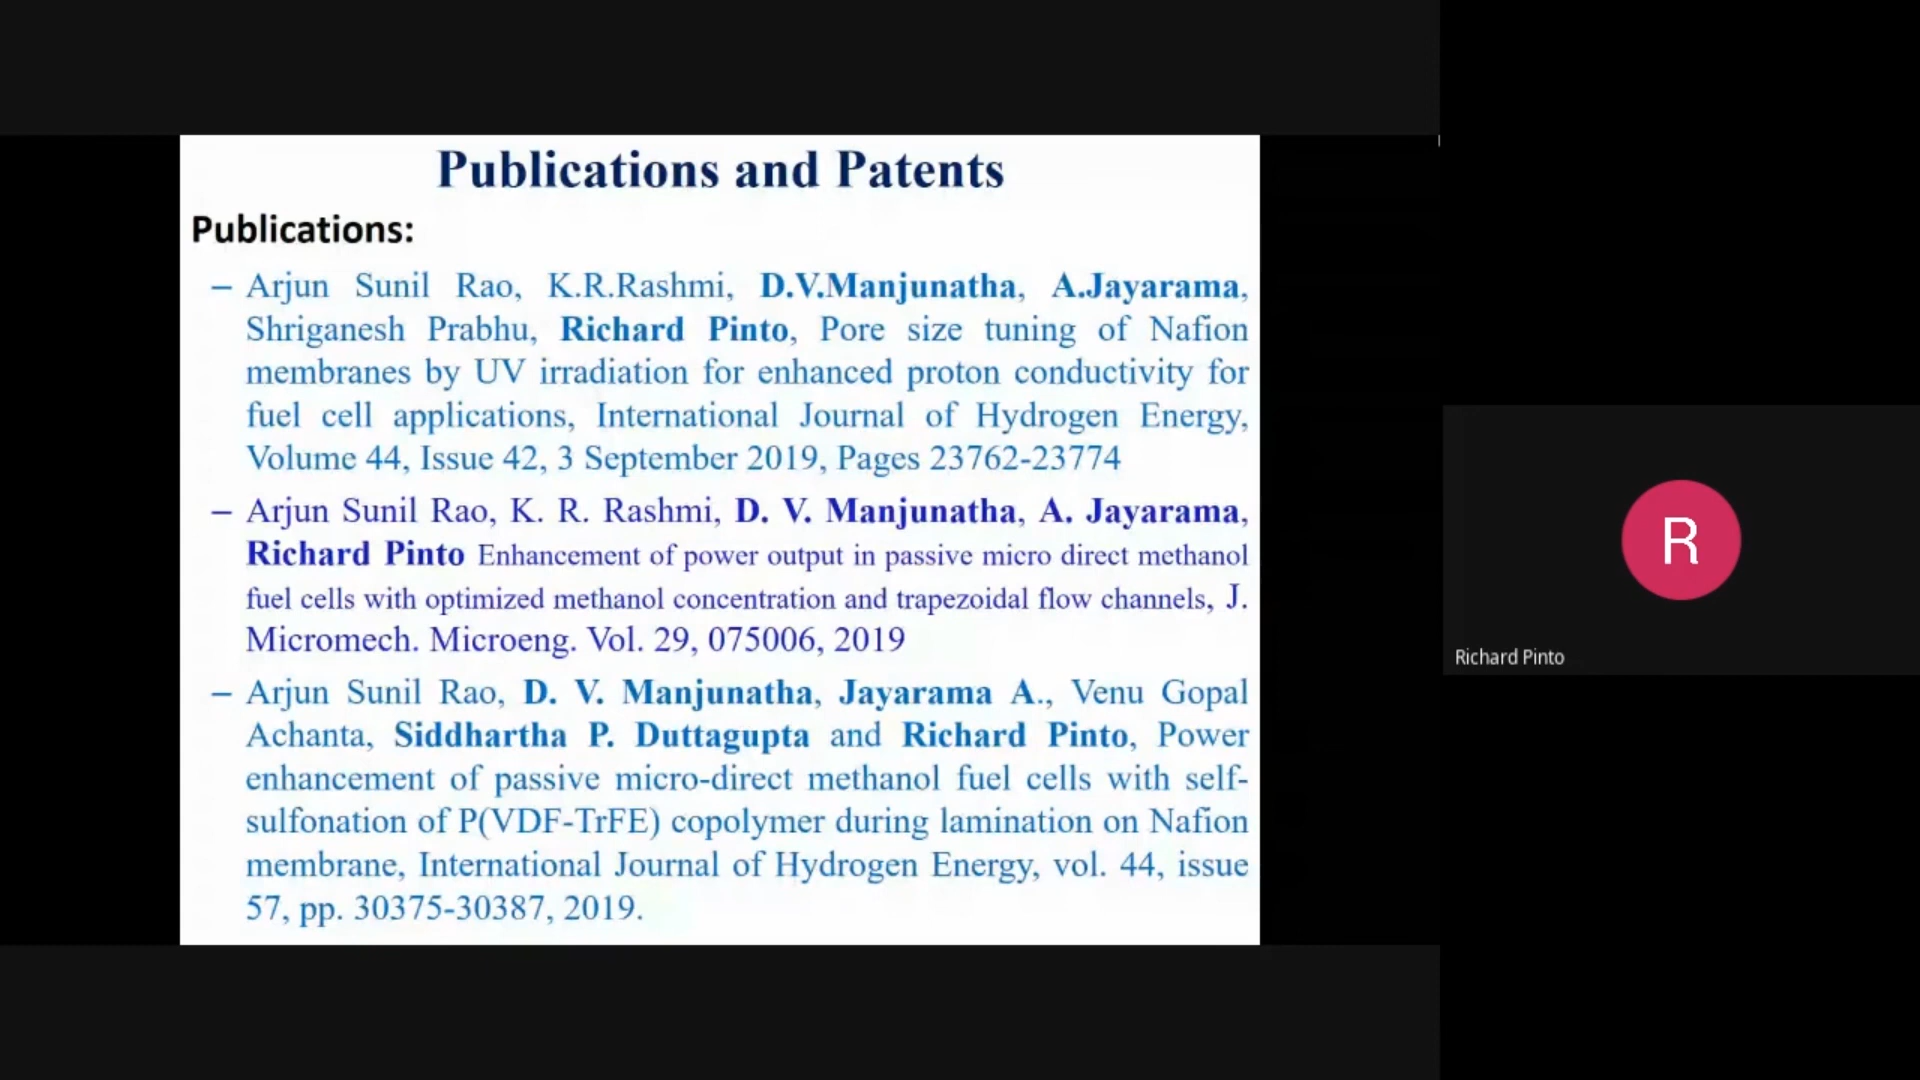 Publications and Patents
Publications:
– Arjun Sunil Rao, K.R.Rashmi, D.V.Manjunatha, A.Jayarama,
Shriganesh Prabhu, Richard Pinto, Pore size tuning of Nafion
membranes by UV irradiation for enhanced proton conductivity for
fuel cell applications, International Journal of Hydrogen Energy,
Volume 44, Issue 42, 3 September 2019, Pages 23762-23774
– Arjun Sunil Rao, K. R. Rashmi, D. V. Manjunatha, A. Jayarama,
Richard Pinto Enhancement of power output in passive micro direct methanol
fuel cells with optimized methanol concentration and trapezoidal flow channels, J.
Micromech. Microeng. Vol. 29, 075006, 2019
– Arjun Sunil Rao, D. V. Manjunatha, Jayarama A., Venu Gopal
Achanta, Siddhartha P. Duttagupta and Richard Pinto, Power
enhancement of passive micro-direct methanol fuel cells with self-
sulfonation of P(VDF-TrFE) copolymer during lamination on Nafion
membrane, International Journal of Hydrogen Energy, vol. 44, issue
57, pp. 30375-30387, 2019.
R
Richard Pinto